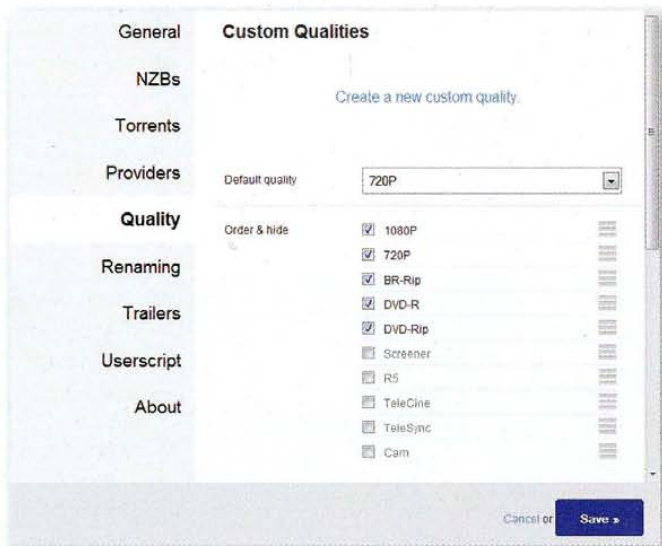 General
NZBs
Torrents
Providers
Quality
Renaming
Trailers
Userscript
About
Custom Qualities
Create a new custom quality.
Default quality
720P
Order & hide
1080P
720P
BR-Rip
DVD-R
DVD-Rip
Screener
R5
TeleCine
TeleSync
Cam
Cancel or
Save »